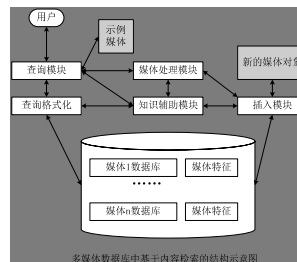 用户
示例
媒体
查询模块
媒体处理模块
新的媒体对象
查询格式化
知识辅助模块
插入模块
媒体1数据库
媒体特征
······
媒体n数据库
媒体特征
多媒体数据库中基于内容检索的结构示意图